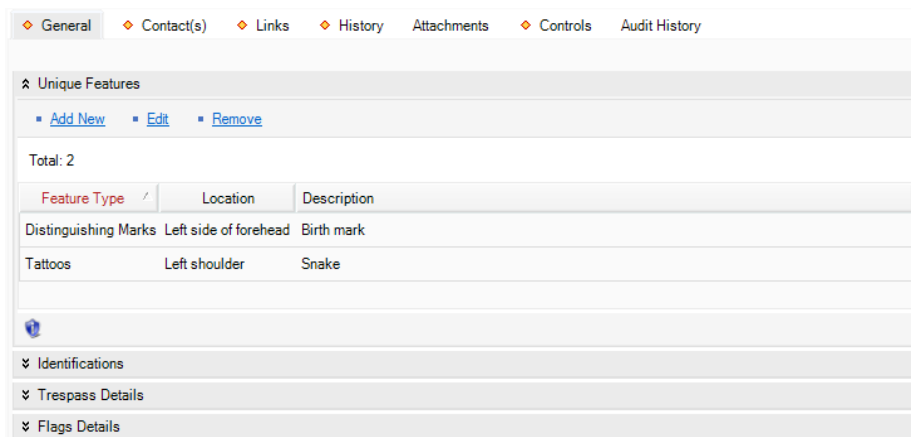 General Contact(s) Links History Attachments Controls Audit History
Unique Features
Add New Edit Remove
Total: 2
Feature Type Location Description
Distinguishing Marks Left side of forehead Birth mark
Tattoos Left shoulder Snake
Identifications
Trespass Details
Flags Details